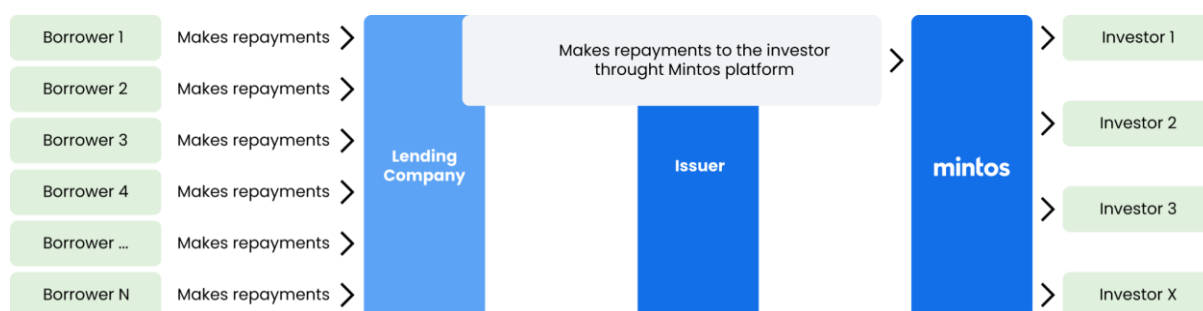 Borrower 1 Makes repayments
Borrower 2 Makes repayments
Borrower 3 Makes repayments
Borrower 4 Makes repayments
Borrower ... Makes repayments
Borrower N Makes repayments
Lending
Company
Makes repayments to the investor
throught Mintos platform
Issuer
mintos
Investor 1
Investor 2
Investor 3
Investor X